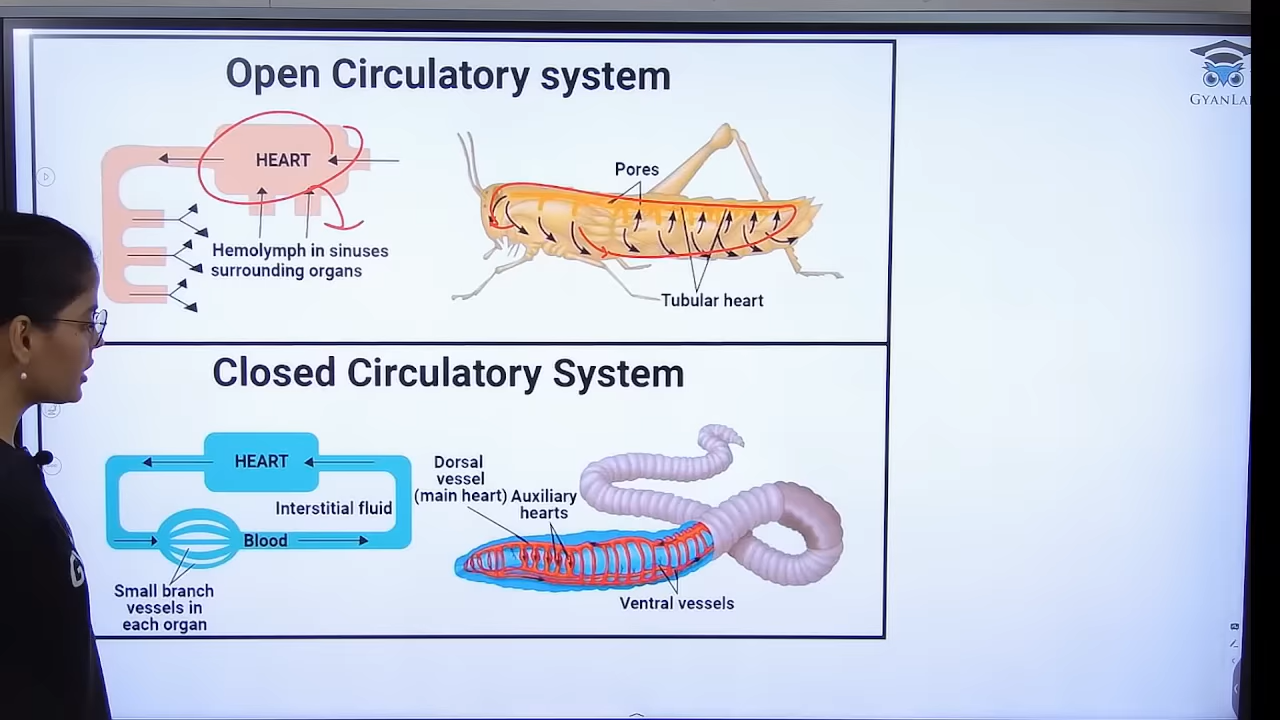 Open Circulatory system
GYANLA
HEART
Pores
Hemolymph in sinuses
surrounding organs
Tubular heart
Closed Circulatory System
HEART
Interstitial fluid
Blood
Small branch
vessels in
each organ
Dorsal
vessel
(main heart)
Auxiliary
hearts
Ventral vessels
G